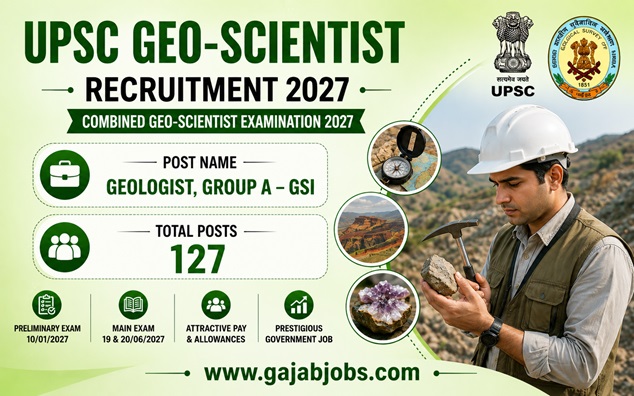 UPSC GEO-SCIENTIST
RECRUITMENT 2027
COMBINED GEO-SCIENTIST EXAMINATION 2027
सत्यमेव जयते
UPSC
1851
POST NAME
GEOLOGIST, GROUP A – GSI
TOTAL POSTS
127
PRELIMINARY EXAM
10/01/2027
MAIN EXAM
19 & 20/06/2027
ATTRACTIVE PAY
& ALLOWANCES
PRESTIGIOUS
GOVERNMENT JOB
www.gajabjobs.com